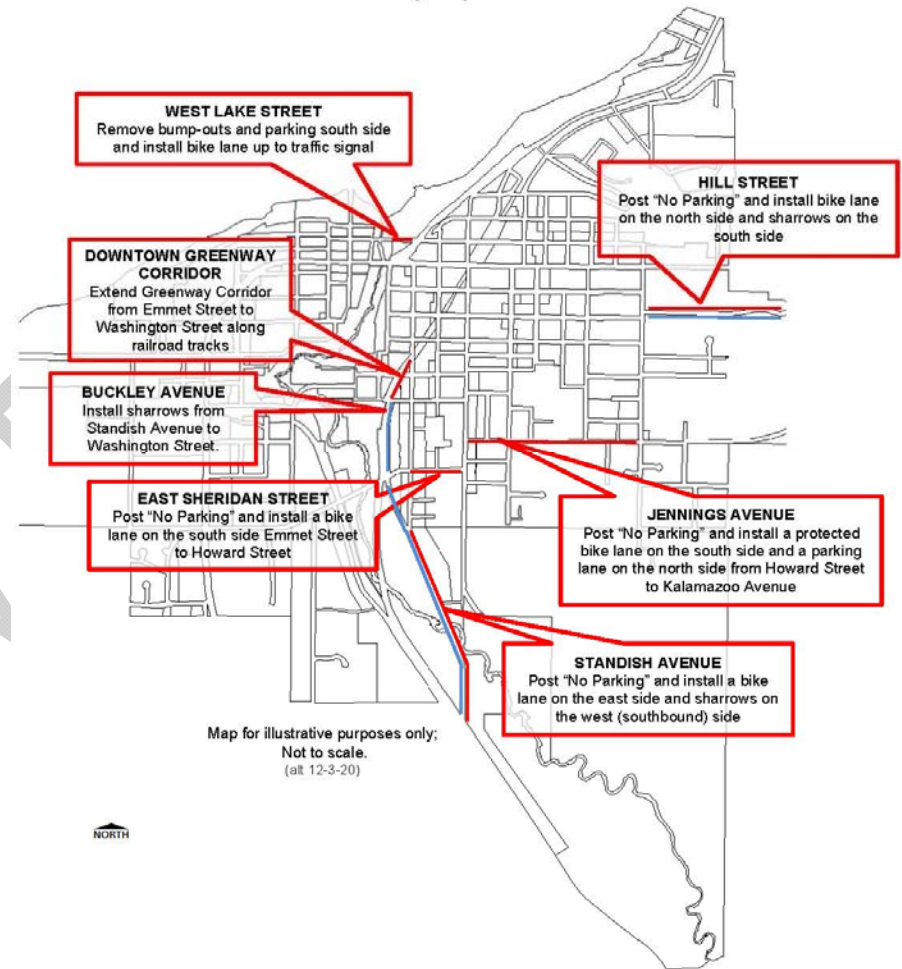 WEST LAKE STREET
Remove bump-outs and parking south side
and install bike lane up to traffic signal
HILL STREET
Post “No Parking” and install bike lane
on the north side and sharrows on the
south side
DOWNTOWN GREENWAY
CORRIDOR
Extend Greenway Corridor
from Emmet Street to
Washington Street along
railroad tracks
BUCKLEY AVENUE
Install sharrows from
Standish Avenue to
Washington Street.
EAST SHERIDAN STREET
Post “No Parking” and install a bike
lane on the south side Emmet Street
to Howard Street
JENNINGS AVENUE
Post “No Parking” and install a protected
bike lane on the south side and a parking
lane on the north side from Howard Street
to Kalamazoo Avenue
STANDISH AVENUE
Post “No Parking” and install a bike
lane on the east side and sharrows on
the west (southbound) side
Map for illustrative purposes only;
Not to scale.
(alt 12-3-20)
NORTH